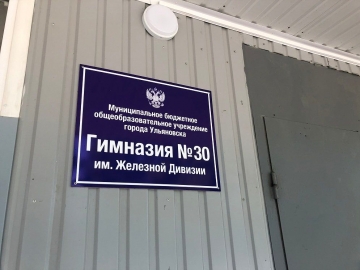 Муниципальное бюджетное
общеобразовательное учреждение
города Ульяновска
Гимназия №30
им. Железной Дивизии